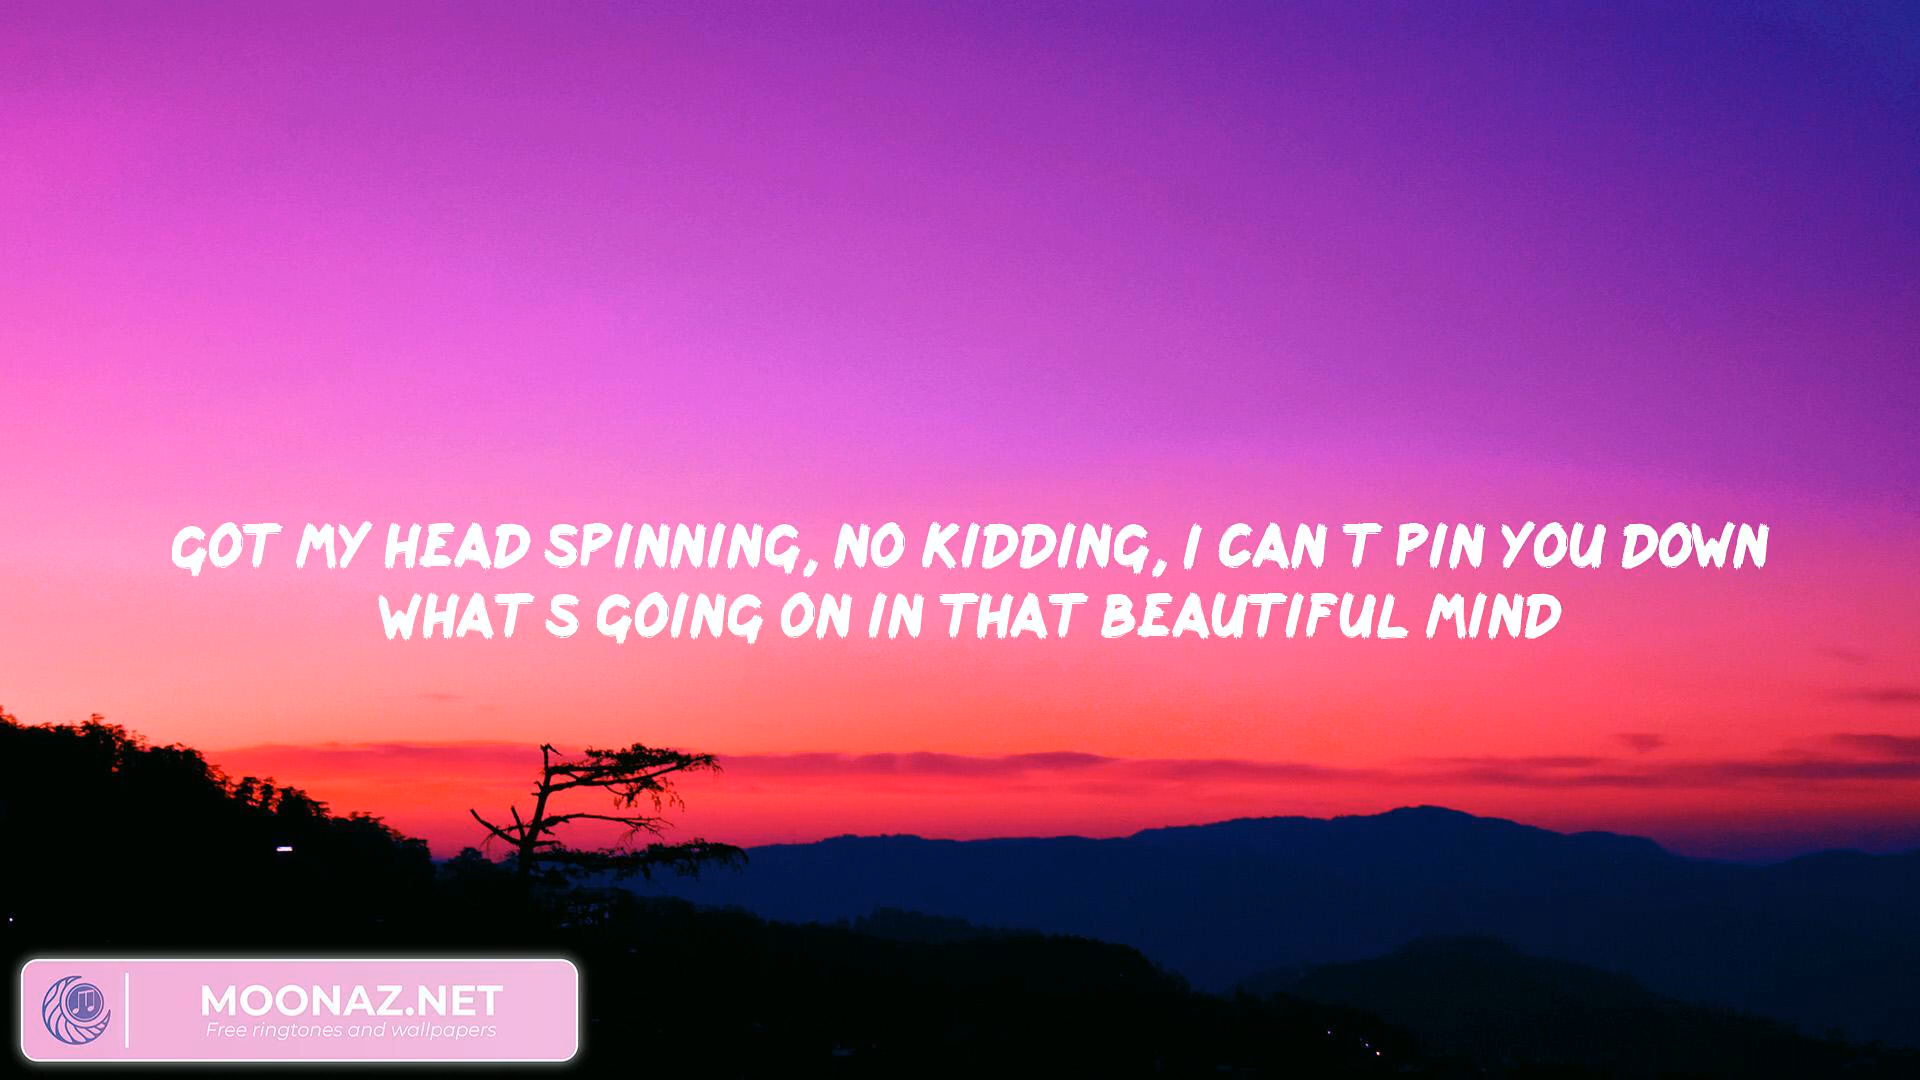 GOT MY HEAD SPINNING, NO KIDDING, I CAN T PIN YOU DOWN
WHAT S GOING ON IN THAT BEAUTIFUL MIND
MOONAZ.NET
Free ringtones and wallpapers